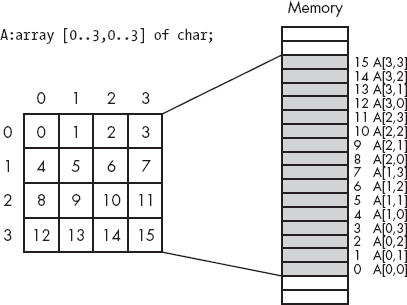 Memory
A:array [0..3,0..3] of char;
0 1 2 3
0 0 1 2 3
1 4 5 6 7
2 8 9 10 11
3 12 13 14 15
15 A[3,3]
14 A[3,2]
13 A[3,1]
12 A[3,0]
11 A[2,3]
10 A[2,2]
9 A[2,1]
8 A[2,0]
7 A[1,3]
6 A[1,2]
5 A[1,1]
4 A[1,0]
3 A[0,3]
2 A[0,2]
1 A[0,1]
0 A[0,0]